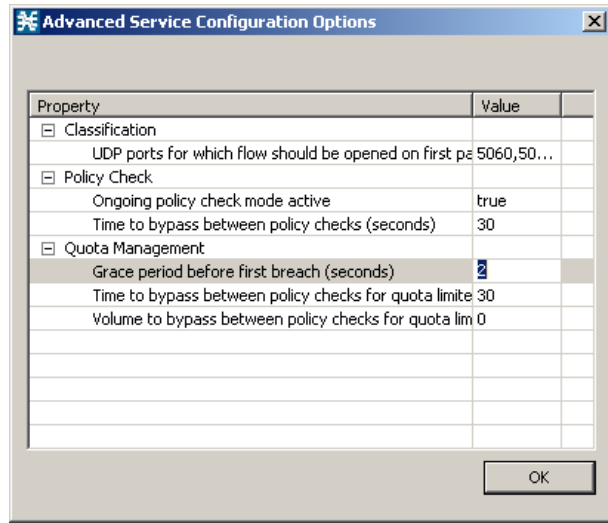 Advanced Service Configuration Options
Property Value
Classification
UDP ports for which flow should be opened on first pa 5060,50...
Policy Check
Ongoing policy check mode active true
Time to bypass between policy checks (seconds) 30
Quota Management
Grace period before first breach (seconds) 2
Time to bypass between policy checks for quota limite 30
Volume to bypass between policy checks for quota lim 0
OK